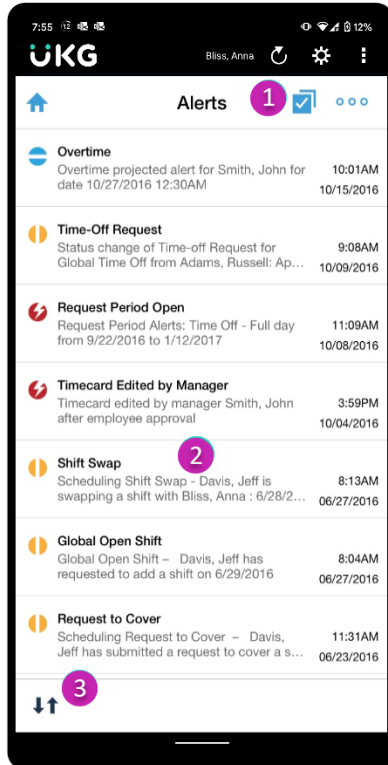 7:55 12 12%
UKG Bliss, Anna
Alerts 1
Overtime
Overtime projected alert for Smith, John for 10:01AM
date 10/27/2016 12:30AM 10/15/2016
Time-Off Request
Status change of Time-off Request for 9:08AM
Global Time Off from Adams, Russell: Ap... 10/09/2016
Request Period Open
Request Period Alerts: Time Off - Full day 11:09AM
from 9/22/2016 to 1/12/2017 10/08/2016
Timecard Edited by Manager
Timecard edited by manager Smith, John 3:59PM
after employee approval 10/04/2016
2
Shift Swap
Scheduling Shift Swap - Davis, Jeff is 8:13AM
swapping a shift with Bliss, Anna : 6/28/2... 06/27/2016
Global Open Shift
Global Open Shift – Davis, Jeff has 8:04AM
requested to add a shift on 6/29/2016 06/27/2016
Request to Cover
Scheduling Request to Cover – Davis, 11:31AM
Jeff has submitted a request to cover a s... 06/23/2016
3